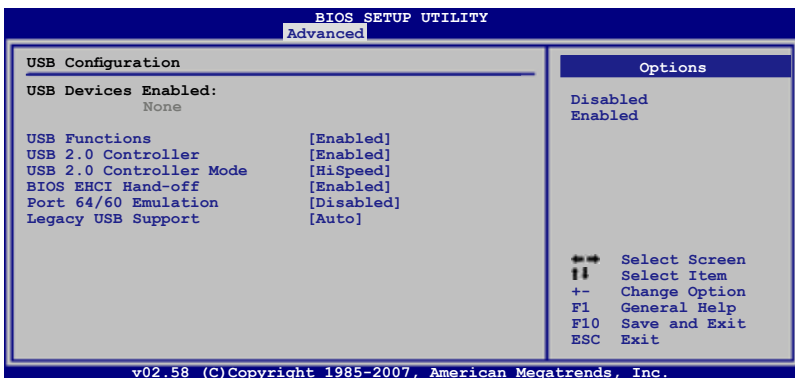 BIOS SETUP UTILITY
Advanced
USB Configuration
USB Devices Enabled:
None
USB Functions [Enabled]
USB 2.0 Controller [Enabled]
USB 2.0 Controller Mode [HiSpeed]
BIOS EHCI Hand-off [Enabled]
Port 64/60 Emulation [Disabled]
Legacy USB Support [Auto]
Options
Disabled
Enabled
←→ Select Screen
↑↓ Select Item
+- Change Option
F1 General Help
F10 Save and Exit
ESC Exit
v02.58 (C)Copyright 1985-2007, American Megatrends, Inc.